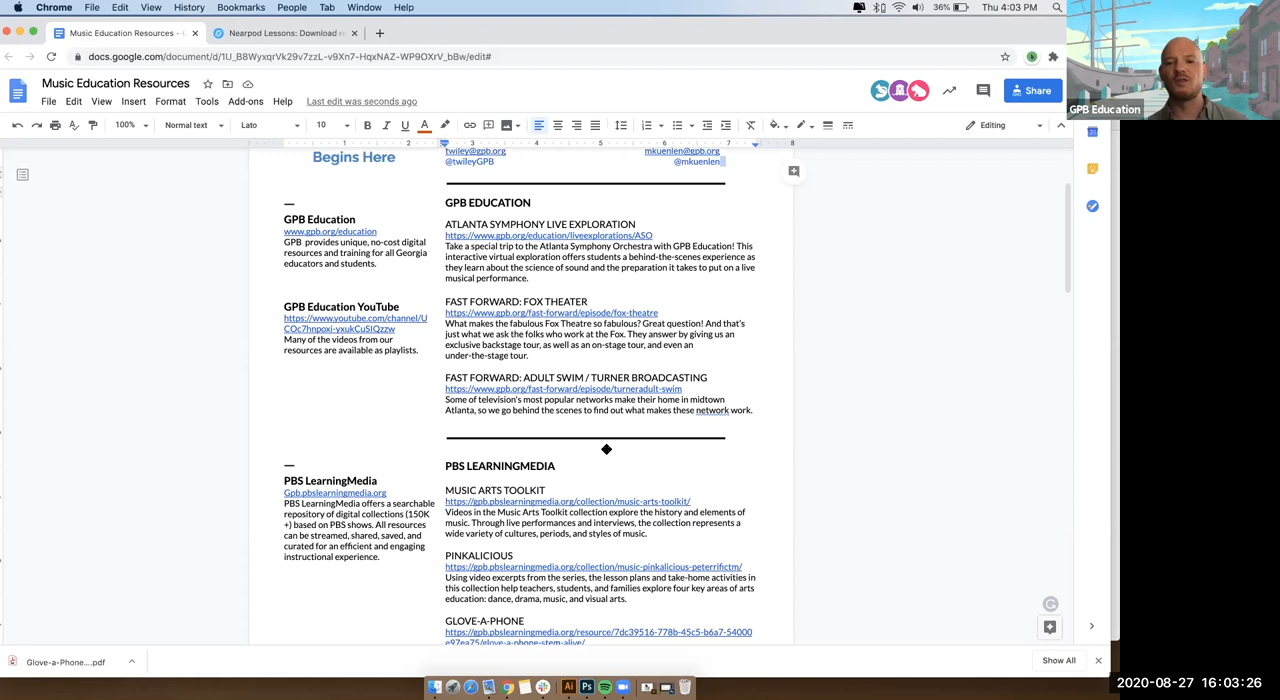 Chrome File Edit View History Bookmarks People Tab Window Help 36% Thu 4:03 PM
Music Education Resources - Nearpod Lessons: Download r
docs.google.com/document/d/1U_B8WyxqrVk29v7zzL-v9Xn7-HqxNAZ-WP9OXrV_bBw/edit#
Music Education Resources
File Edit View Insert Format Tools Add-ons Help Last edit was seconds ago
Share
GPB Education
100% Normal text Lato 10 B I U A Editing
1 2 3 4 5 6 7 8
Begins Here
twiley@gpb.org mkuenlen@gpb.org
@twileyGPB @mkuenlen
GPB Education
www.gpb.org/education
GPB provides unique, no-cost digital
resources and training for all Georgia
educators and students.
GPB Education YouTube
https://www.youtube.com/channel/U
COc7hnpoxi-yxukCuSIQzzw
Many of the videos from our
resources are available as playlists.
GPB EDUCATION
ATLANTA SYMPHONY LIVE EXPLORATION
https://www.gpb.org/education/liveexplorations/ASO
Take a special trip to the Atlanta Symphony Orchestra with GPB Education! This
interactive virtual exploration offers students a behind-the-scenes experience as
they learn about the science of sound and the preparation it takes to put on a live
musical performance.
FAST FORWARD: FOX THEATER
https://www.gpb.org/fast-forward/episode/fox-theatre
What makes the fabulous Fox Theatre so fabulous? Great question! And that's
just what we ask the folks who work at the Fox. They answer by giving us an
exclusive backstage tour, as well as an on-stage tour, and even an
under-the-stage tour.
FAST FORWARD: ADULT SWIM / TURNER BROADCASTING
https://www.gpb.org/fast-forward/episode/turneradult-swim
Some of television's most popular networks make their home in midtown
Atlanta, so we go behind the scenes to find out what makes these network work.
PBS LearningMedia
Gpb.pbslearningmedia.org
PBS LearningMedia offers a searchable
repository of digital collections (150K
+) based on PBS shows. All resources
can be streamed, shared, saved, and
curated for an efficient and engaging
instructional experience.
PBS LEARNINGMEDIA
MUSIC ARTS TOOLKIT
https://gpb.pbslearningmedia.org/collection/music-arts-toolkit/
Videos in the Music Arts Toolkit collection explore the history and elements of
music. Through live performances and interviews, the collection represents a
wide variety of cultures, periods, and styles of music.
PINKALICIOUS
https://gpb.pbslearningmedia.org/collection/music-pinkalicious-peterrifictm/
Using video excerpts from the series, the lesson plans and take-home activities in
this collection help teachers, students, and families explore four key areas of arts
education: dance, drama, music, and visual arts.
GLOVE-A-PHONE
https://gpb.pbslearningmedia.org/resource/7dc39516-778b-45c5-b6a7-54000
e97ea75/glove-a-phone-stem-alive/
Glove-a-Phone....pdf Show All
Ai Ps
2020-08-27 16:03:26